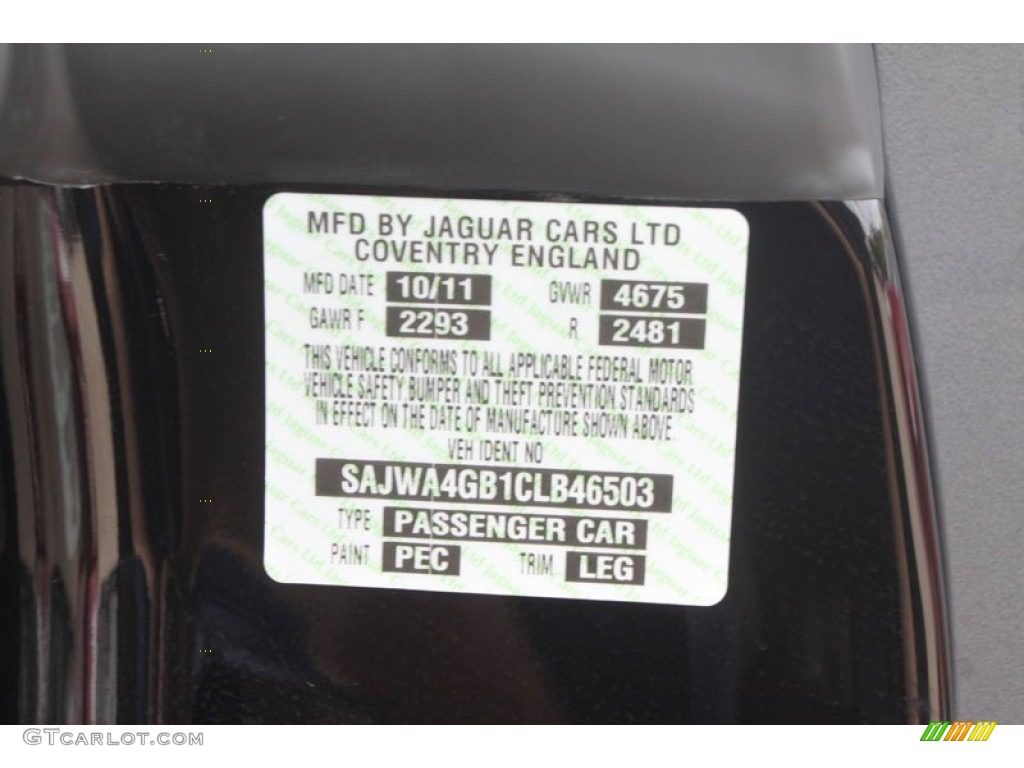 MFD BY JAGUAR CARS LTD
COVENTRY ENGLAND
MFD DATE 10/11 GVWR 4675
GAWR F 2293 R 2481
THIS VEHICLE CONFORMS TO ALL APPLICABLE FEDERAL MOTOR
VEHICLE SAFETY BUMPER AND THEFT PREVENTION STANDARDS
IN EFFECT ON THE DATE OF MANUFACTURE SHOWN ABOVE
VEH IDENT NO
SAJWA4GB1CLB46503
TYPE PASSENGER CAR
PAINT PEC TRIM LEG
GTCarLot.com